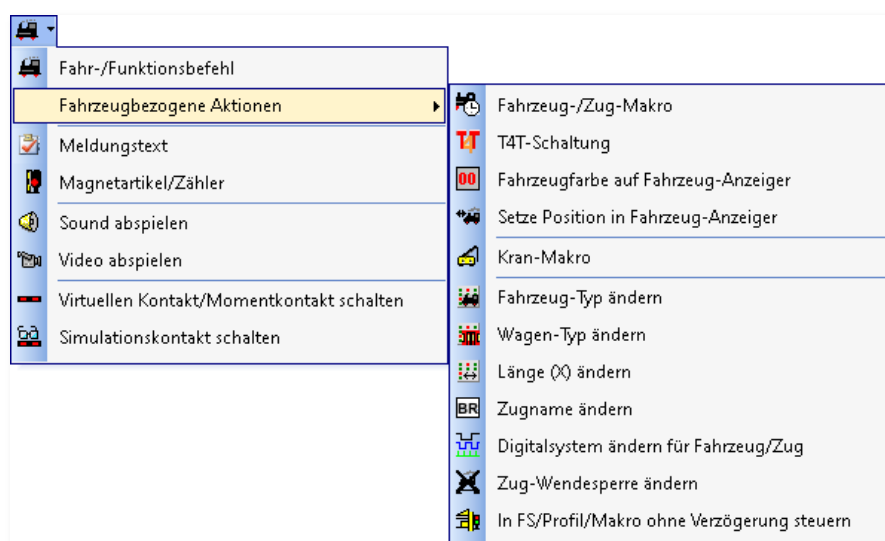 Fahr-/Funktionsbefehl
Fahrzeugbezogene Aktionen
Meldungstext
Magnetartikel/Zähler
Sound abspielen
Video abspielen
Virtuellen Kontakt/Momentkontakt schalten
Simulationskontakt schalten
Fahrzeug-/Zug-Makro
T4T T4T-Schaltung
00 Fahrzeugfarbe auf Fahrzeug-Anzeiger
Setze Position in Fahrzeug-Anzeiger
Kran-Makro
Fahrzeug-Typ ändern
Wagen-Typ ändern
Länge (X) ändern
BR Zugname ändern
Digitalsystem ändern für Fahrzeug/Zug
Zug-Wendesperre ändern
In FS/Profil/Makro ohne Verzögerung steuern